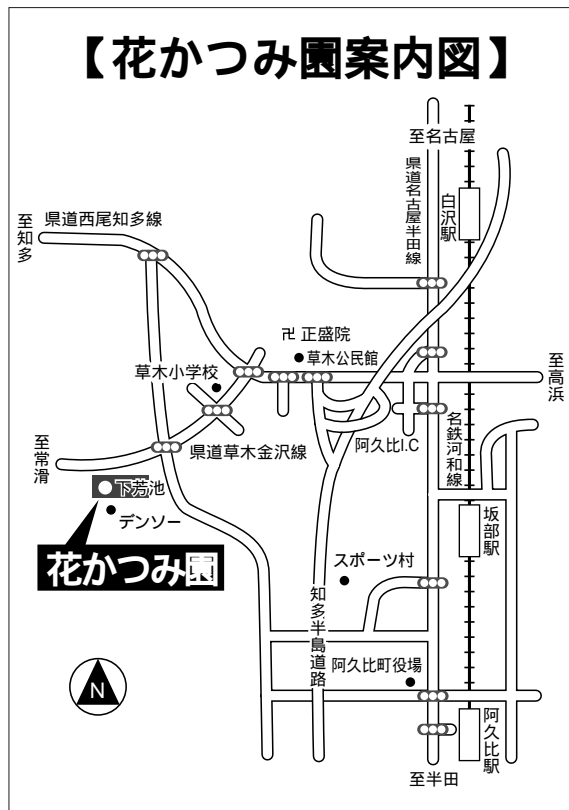 【花かつみ園案内図】
至名古屋
県道名古屋半田線
白沢駅
至知多
県道西尾知多線
卍 正盛院
草木公民館
至高浜
草木小学校
至常滑
県道草木金沢線
阿久比I.C
名鉄河和線
下芳池
デンソー
花かつみ園
坂部駅
スポーツ村
知多半島道路
阿久比町役場
N
阿久比駅
至半田